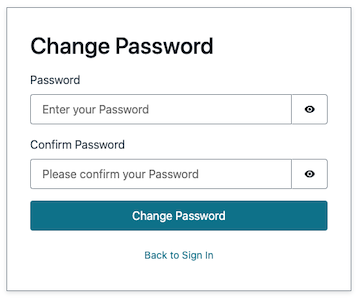 Change Password
Password
Enter your Password
Confirm Password
Please confirm your Password
Change Password
Back to Sign In